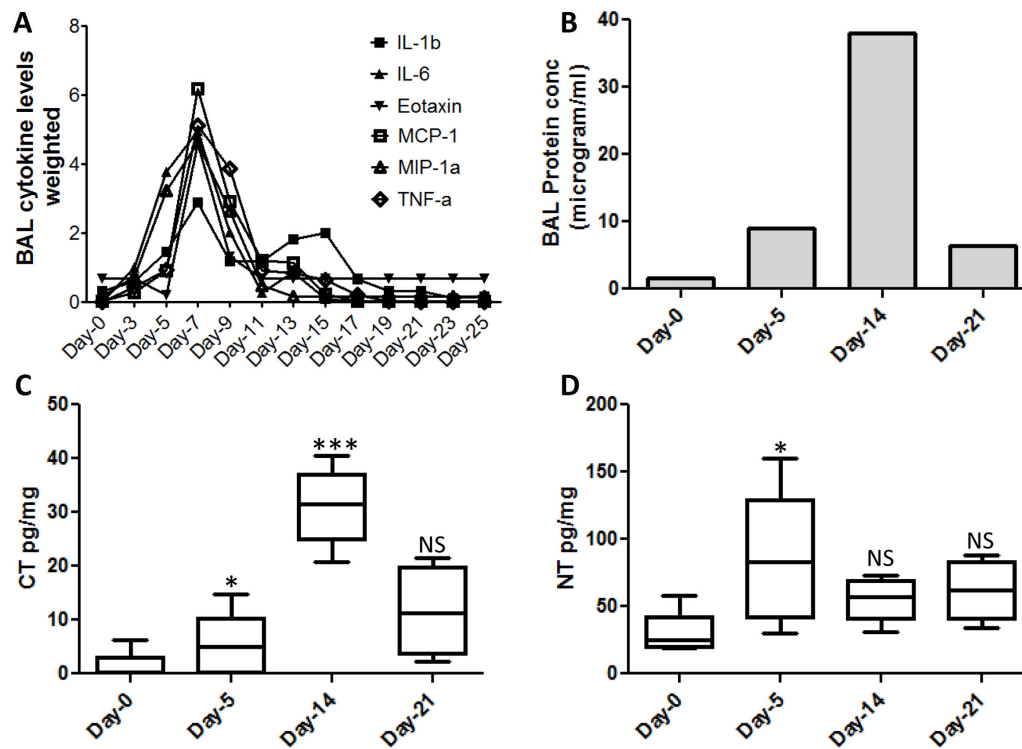 A
BAL cytokine levels
weighted
8
6
4
2
0
IL-1b
IL-6
Eotaxin
MCP-1
MIP-1a
TNF-a
Day-0
Day-3
Day-5
Day-7
Day-9
Day-11
Day-13
Day-15
Day-17
Day-19
Day-21
Day-23
Day-25
B
BAL Protein conc
(microgram/ml)
40
30
20
10
0
Day-0
Day-5
Day-14
Day-21
C
CT pg/mg
50
40
30
20
10
0
*
***
NS
Day-0
Day-5
Day-14
Day-21
D
NT pg/mg
200
150
100
50
0
*
NS
NS
Day-0
Day-5
Day-14
Day-21